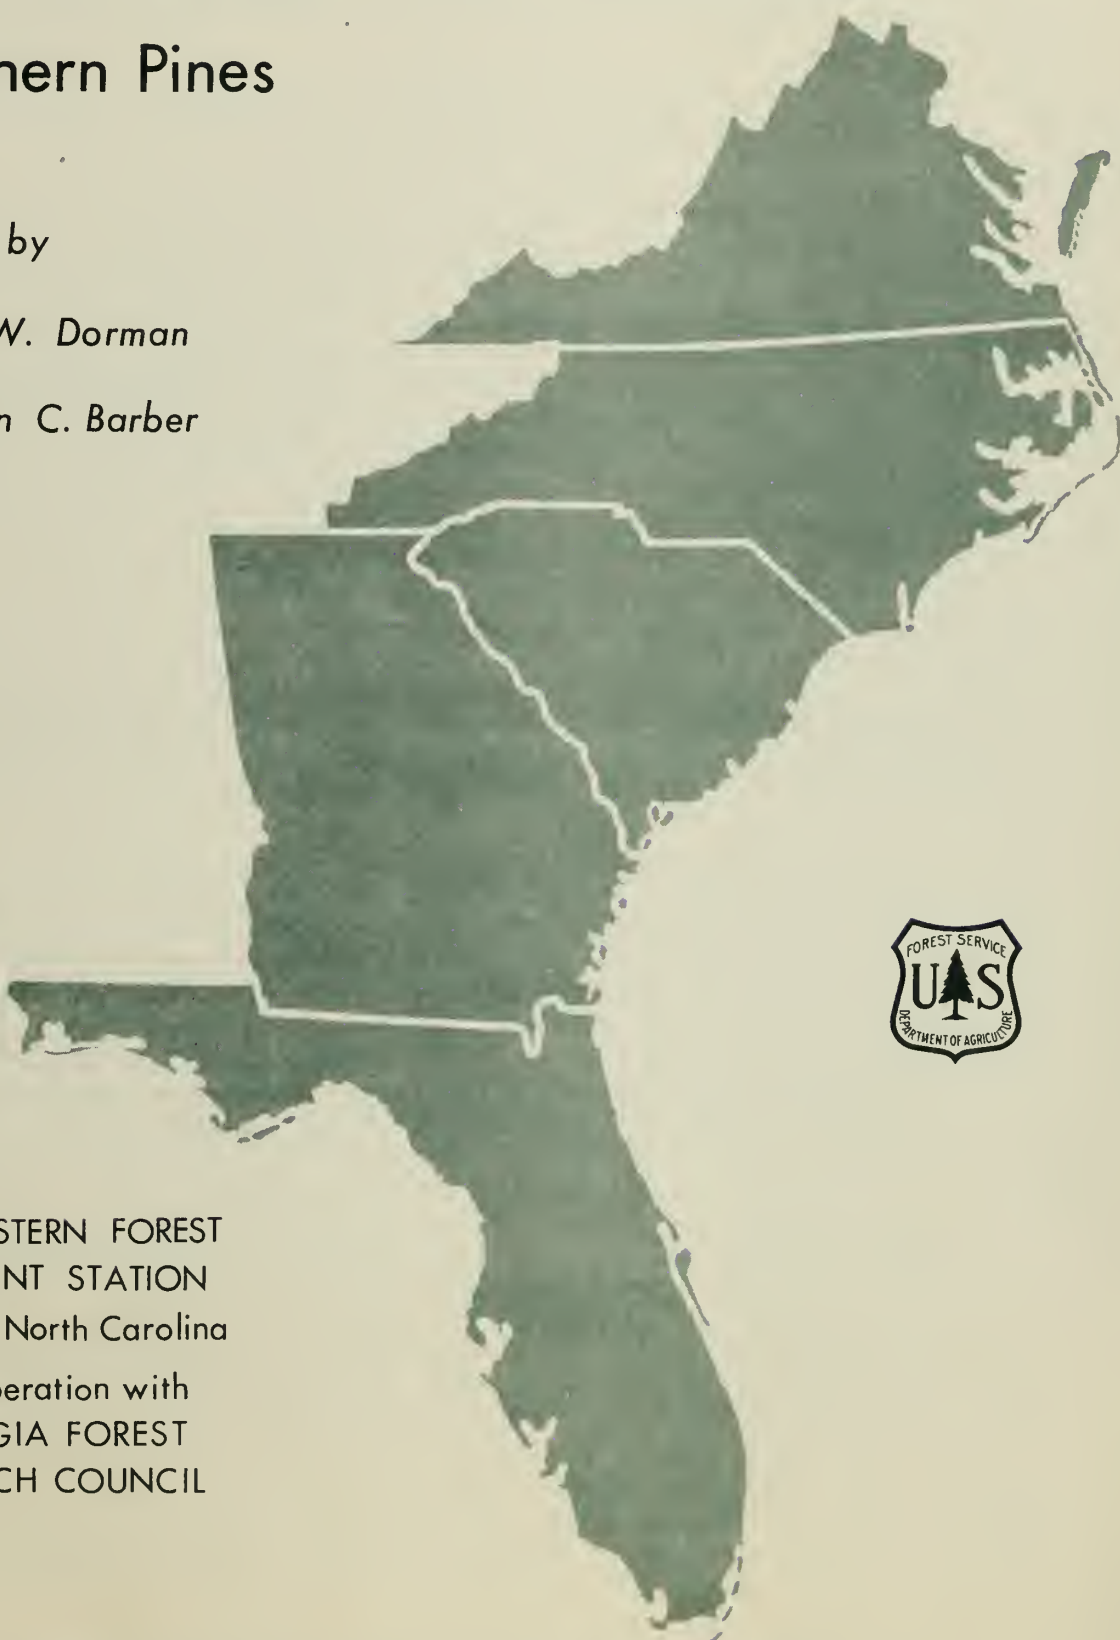 hern Pines
by
W. Dorman
n C. Barber
FOREST SERVICE
U S
DEPARTMENT OF AGRICULTURE
STERN FOREST
NT STATION
North Carolina
peration with
GIA FOREST
CH COUNCIL